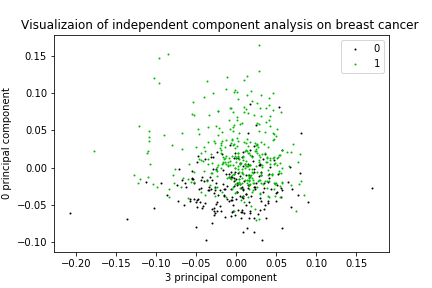 Visualizaion of independent component analysis on breast cancer
0
1
0.15
0.10
0.05
0.00
−0.05
−0.10
0 principal component
−0.20 −0.15 −0.10 −0.05 0.00 0.05 0.10 0.15
3 principal component